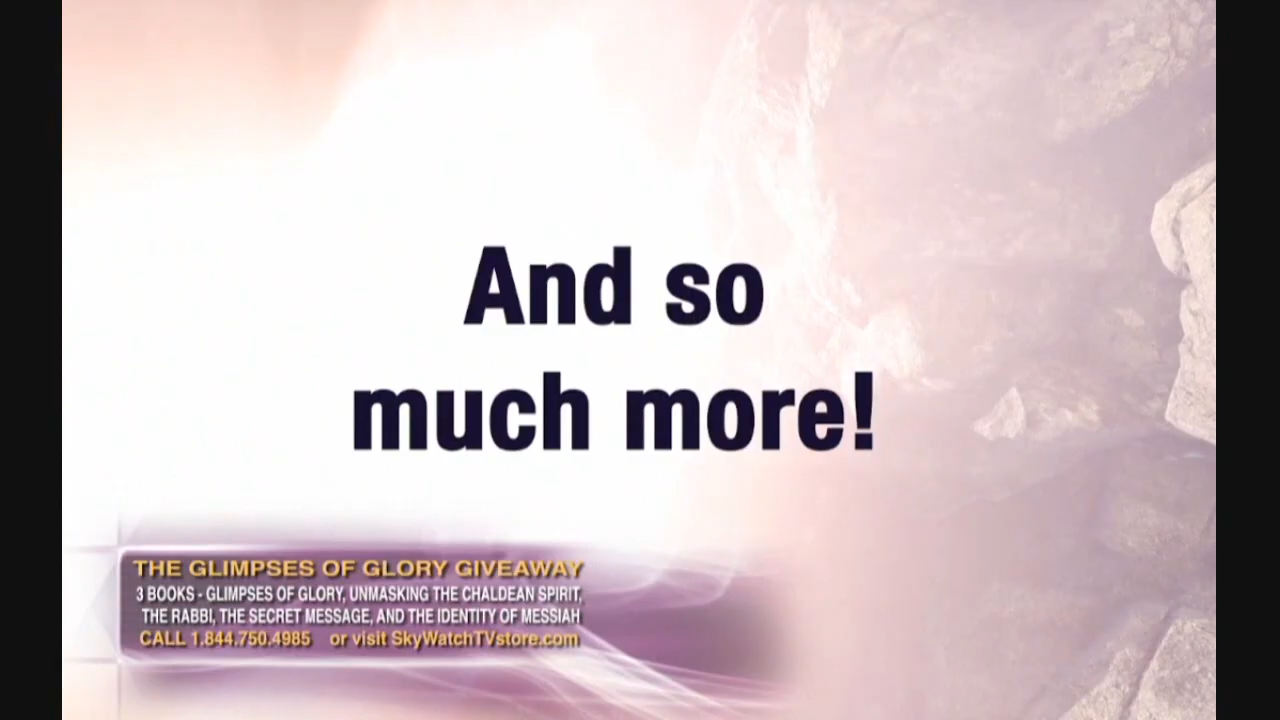 And so
much more!
THE GLIMPSES OF GLORY GIVEAWAY
3 BOOKS - GLIMPSES OF GLORY, UNMASKING THE CHALDEAN SPIRIT,
THE RABBI, THE SECRET MESSAGE, AND THE IDENTITY OF MESSIAH
CALL 1.844.750.4985 or visit SkyWatchTVstore.com